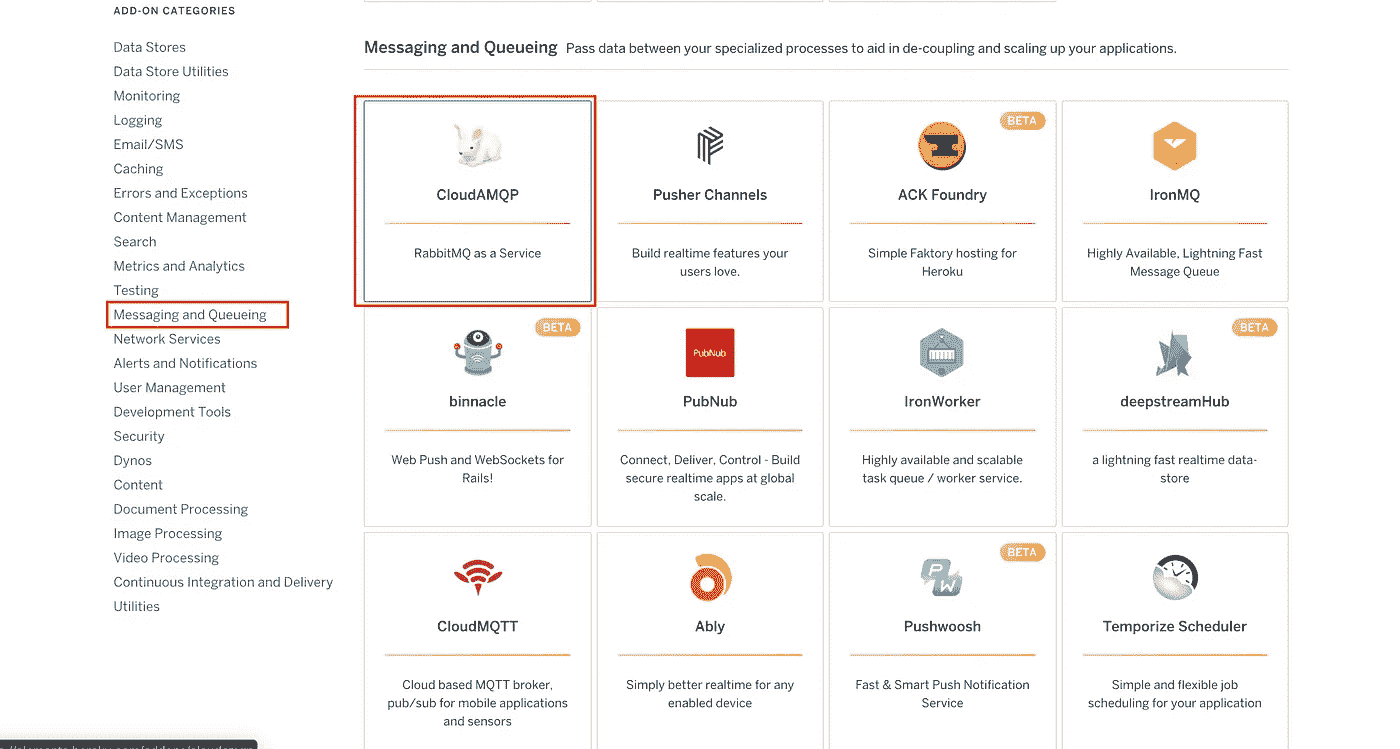 ADD-ON CATEGORIES
Data Stores
Data Store Utilities
Monitoring
Logging
Email/SMS
Caching
Errors and Exceptions
Content Management
Search
Metrics and Analytics
Testing
Messaging and Queueing
Network Services
Alerts and Notifications
User Management
Development Tools
Security
Dynos
Content
Document Processing
Image Processing
Video Processing
Continuous Integration and Delivery
Utilities
Messaging and Queueing Pass data between your specialized processes to aid in de-coupling and scaling up your applications.
CloudAMQP
RabbitMQ as a Service
Pusher Channels
Build realtime features your
users love.
BETA
ACK Foundry
Simple Faktory hosting for
Heroku
IronMQ
Highly Available, Lightning Fast
Message Queue
BETA
binnacle
Web Push and WebSockets for
Rails!
PubNub
PubNub
Connect, Deliver, Control - Build
secure realtime apps at global
scale.
IronWorker
Highly available and scalable
task queue / worker service.
BETA
deepstreamHub
a lightning fast realtime data-
store
CloudMQTT
Cloud based MQTT broker,
pub/sub for mobile applications
and sensors
Ably
Simply better realtime for any
enabled device
BETA
PW
Pushwoosh
Fast & Smart Push Notification
Service
Temporize Scheduler
Simple and flexible job
scheduling for your application